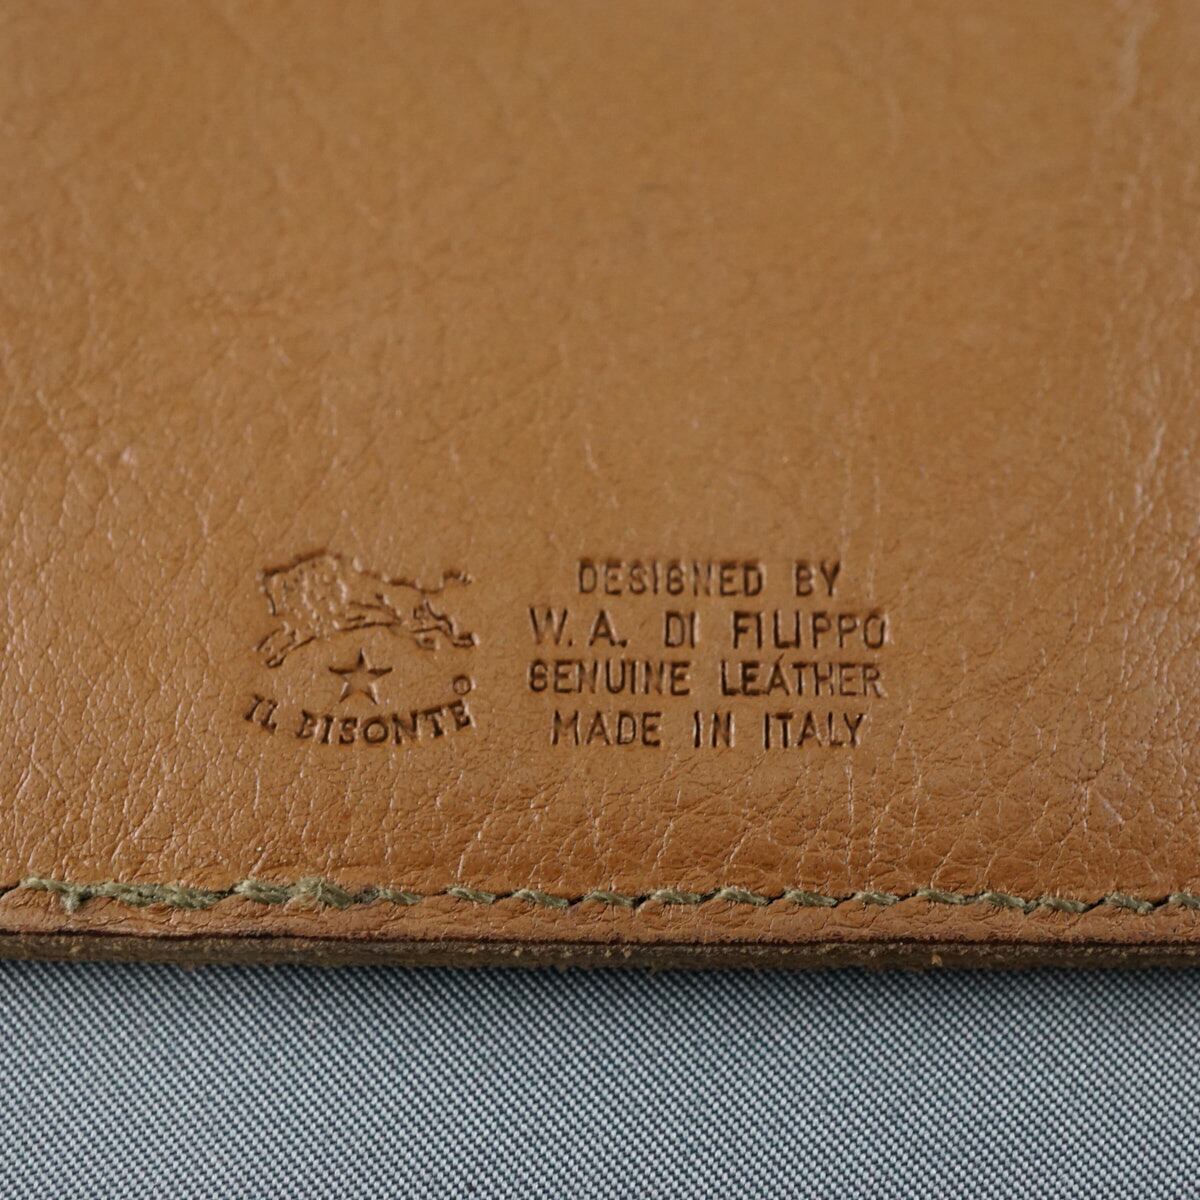 IL BISONTE
DESIGNED BY
W. A. DI FILIPPO
GENUINE LEATHER
MADE IN ITALY